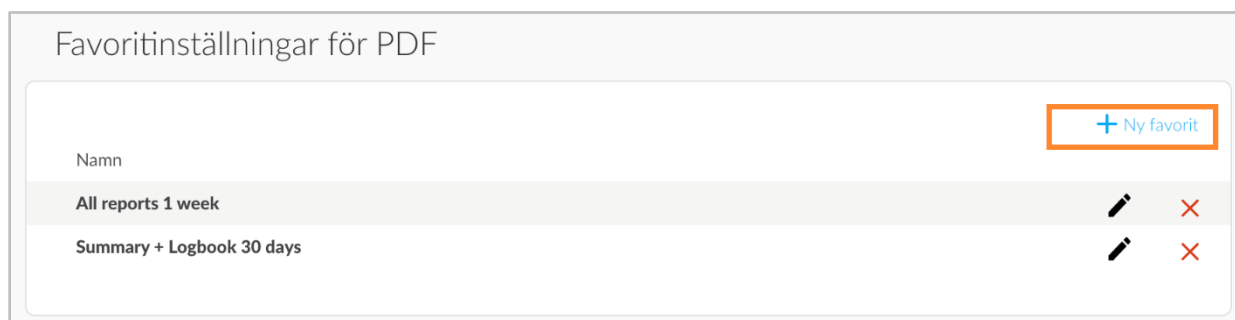 Favoritinställningar för PDF
Ny favorit
Namn
All reports 1 week
Summary + Logbook 30 days